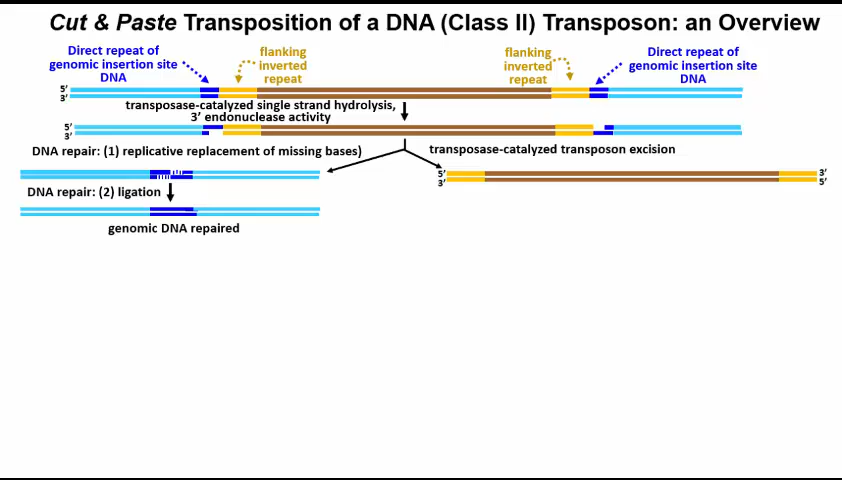 Cut & Paste Transposition of a DNA (Class II) Transposon: an Overview
Direct repeat of
genomic insertion site
DNA
flanking
inverted
repeat
flanking
inverted
repeat
Direct repeat of
genomic insertion site
DNA
5’
3’
transposase-catalyzed single strand hydrolysis,
3’ endonuclease activity
5’
3’
DNA repair: (1) replicative replacement of missing bases)
transposase-catalyzed transposon excision
5’
3’
3’
5’
DNA repair: (2) ligation
genomic DNA repaired